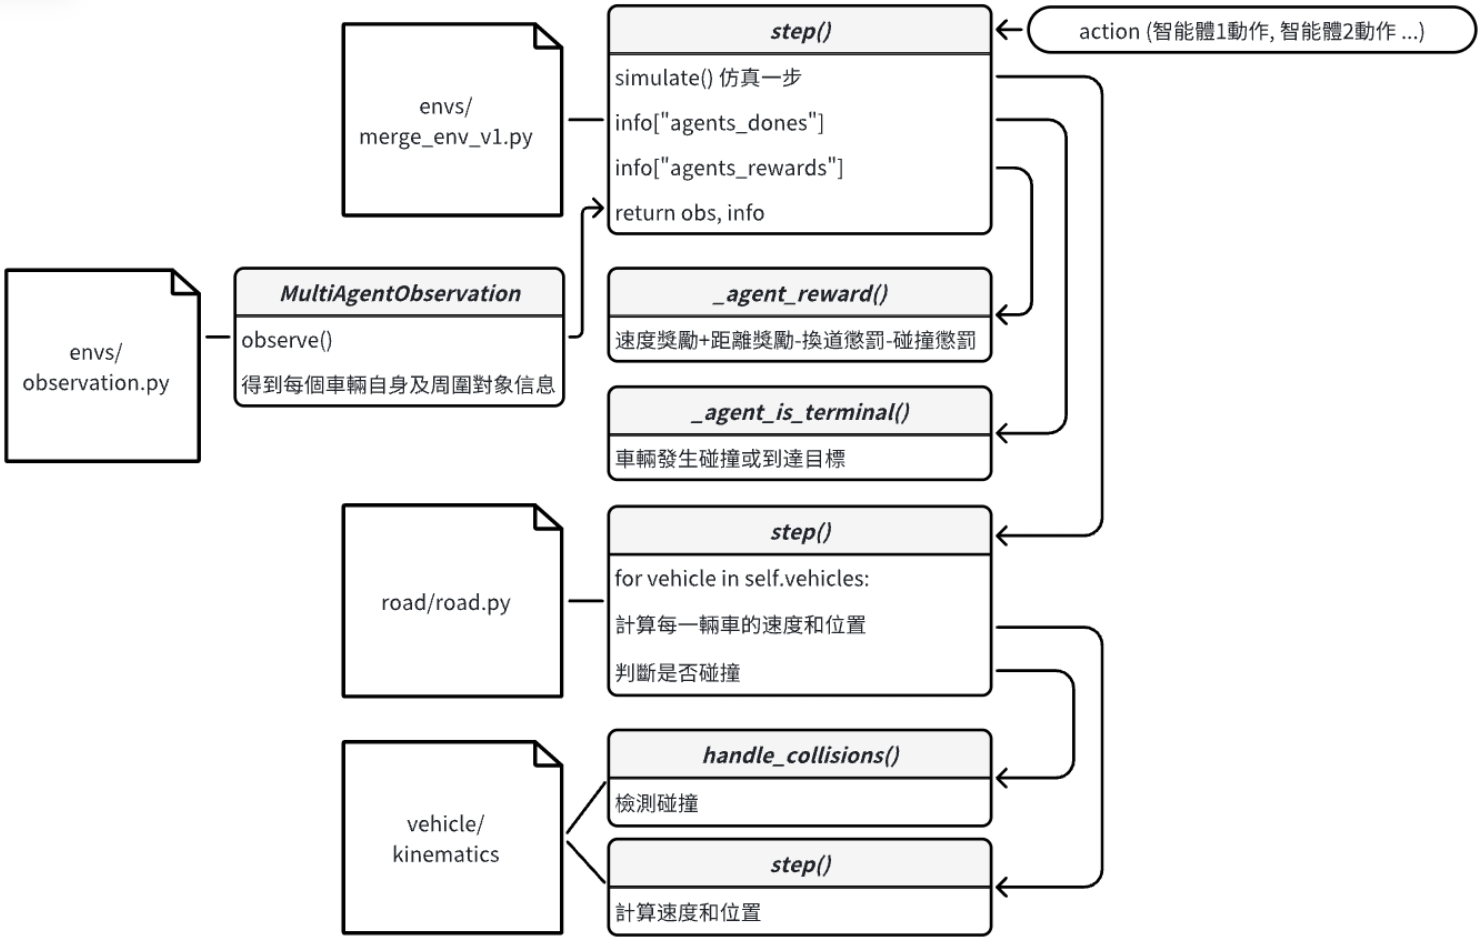 step()
action (智能體1動作, 智能體2動作 ...)
envs/
merge_env_v1.py
simulate() 仿真一步
info["agents_dones"]
info["agents_rewards"]
return obs, info
envs/
observation.py
MultiAgentObservation
observe()
得到每個車輛自身及周圍對象信息
_agent_reward()
速度獎勵+距離獎勵-換道懲罰-碰撞懲罰
_agent_is_terminal()
車輛發生碰撞或到達目標
road/road.py
step()
for vehicle in self.vehicles:
計算每一輛車的速度和位置
判斷是否碰撞
vehicle/
kinematics
handle_collisions()
檢測碰撞
step()
計算速度和位置